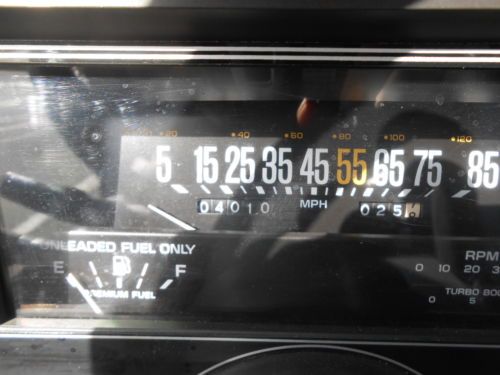 20 40 60 80 100 120
5 15 25 35 45 55 65 75 85
04010 MPH 025
UNLEADED FUEL ONLY
RPM
E F
0 10 20 3
PREMIUM FUEL
TURBO BOO
0 5